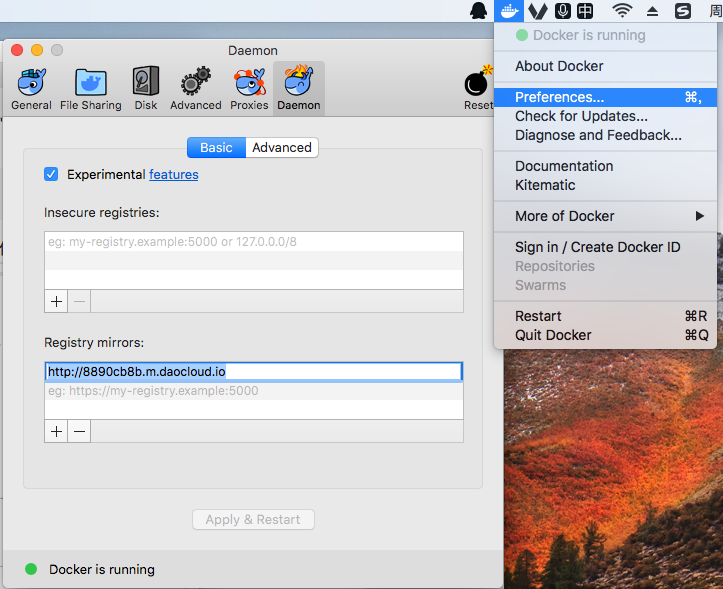 中
周
Daemon
General
File Sharing
Disk
Advanced
Proxies
Daemon
Reset
Basic
Advanced
Experimental features
Insecure registries:
eg: my-registry.example:5000 or 127.0.0.0/8
Registry mirrors:
http://8890cb8b.m.daocloud.io
eg: https://my-registry.example:5000
Apply & Restart
Docker is running
Docker is running
About Docker
Preferences... ⌘,
Check for Updates...
Diagnose and Feedback...
Documentation
Kitematic
More of Docker
Sign in / Create Docker ID
Repositories
Swarms
Restart ⌘R
Quit Docker ⌘Q